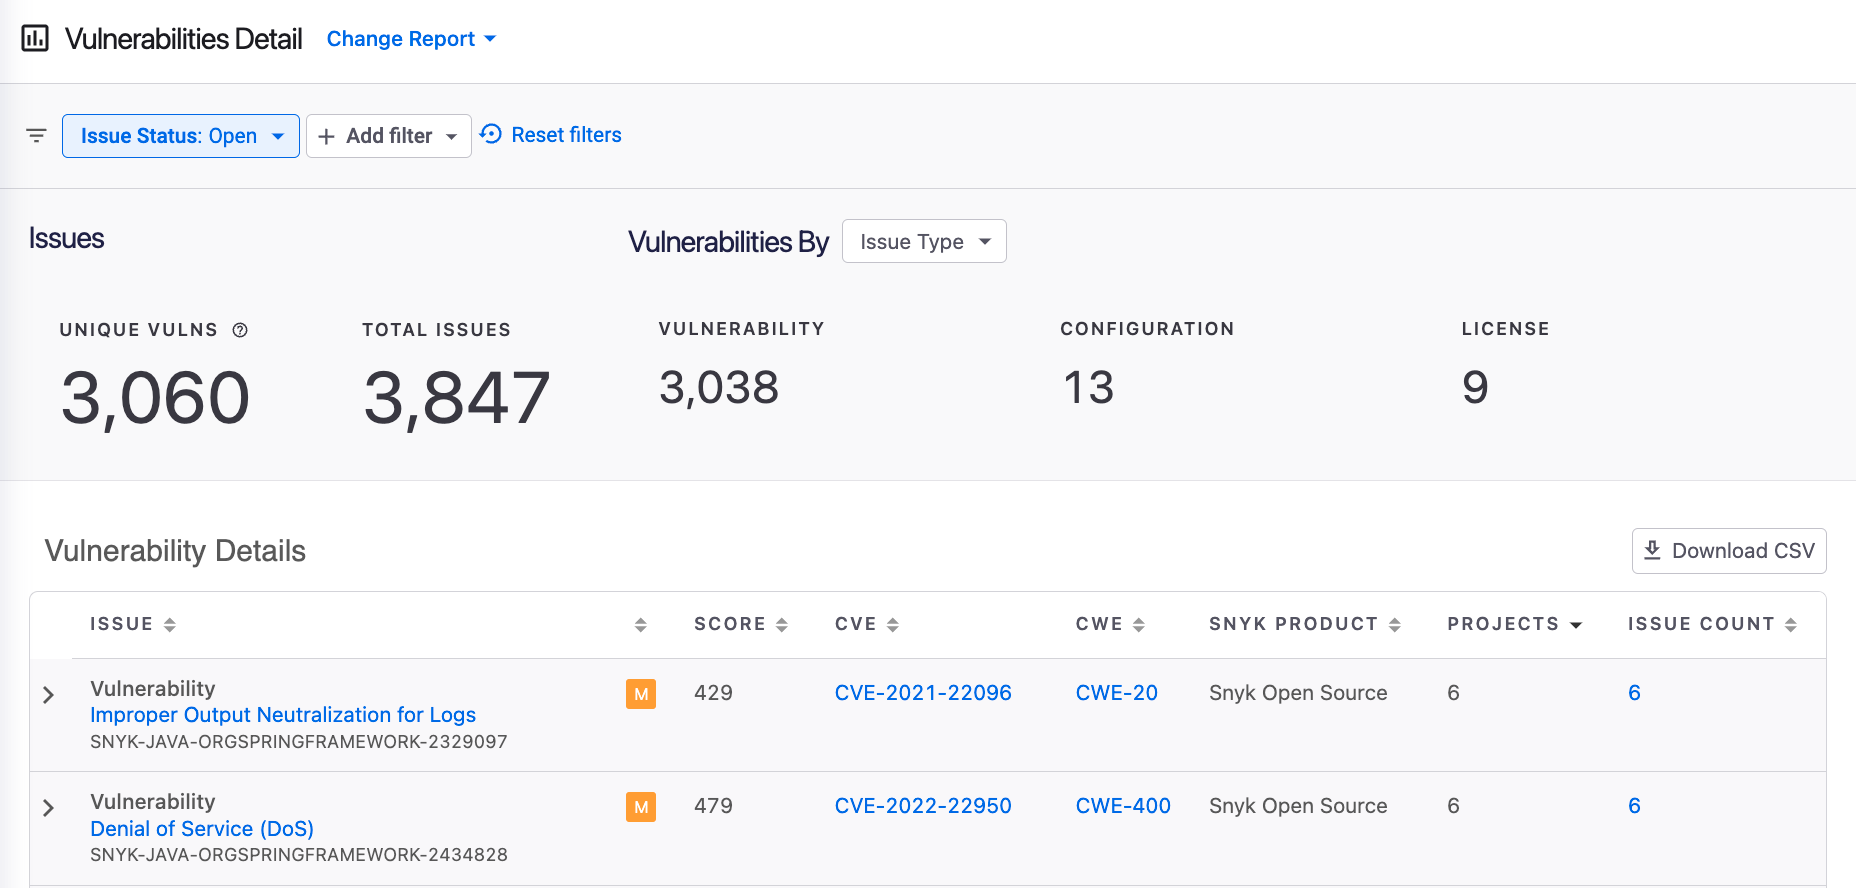 Vulnerabilities Detail Change Report
Issue Status: Open + Add filter Reset filters
Issues
Vulnerabilities By Issue Type
UNIQUE VULNS ? TOTAL ISSUES VULNERABILITY CONFIGURATION LICENSE
3,060 3,847 3,038 13 9
Vulnerability Details Download CSV
ISSUE SCORE CVE CWE SNYK PRODUCT PROJECTS ISSUE COUNT
Vulnerability
Improper Output Neutralization for Logs
SNYK-JAVA-ORGSPRINGFRAMEWORK-2329097
M 429 CVE-2021-22096 CWE-20 Snyk Open Source 6 6
Vulnerability
Denial of Service (DoS)
SNYK-JAVA-ORGSPRINGFRAMEWORK-2434828
M 479 CVE-2022-22950 CWE-400 Snyk Open Source 6 6